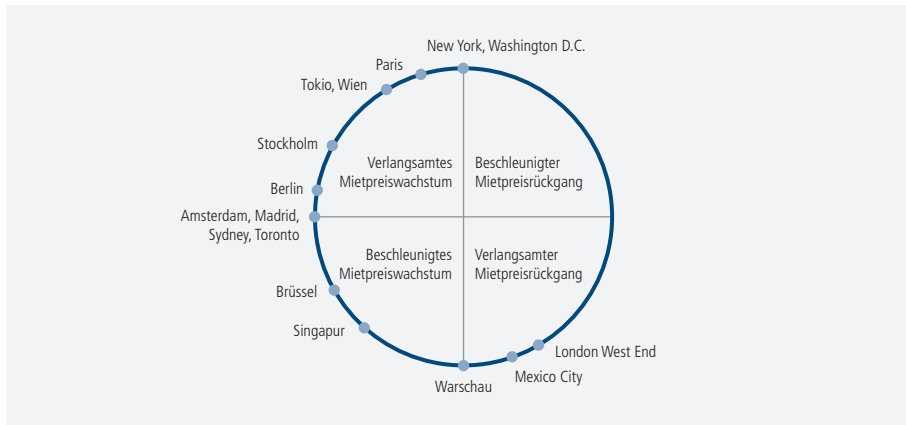 New York, Washington D.C.
Paris
Tokio, Wien
Stockholm
Verlangsamtes
Mietpreiswachstum
Beschleunigter
Mietpreisrückgang
Berlin
Amsterdam, Madrid,
Sydney, Toronto
Beschleunigtes
Mietpreiswachstum
Verlangsamter
Mietpreisrückgang
Brüssel
Singapur
London West End
Mexico City
Warschau